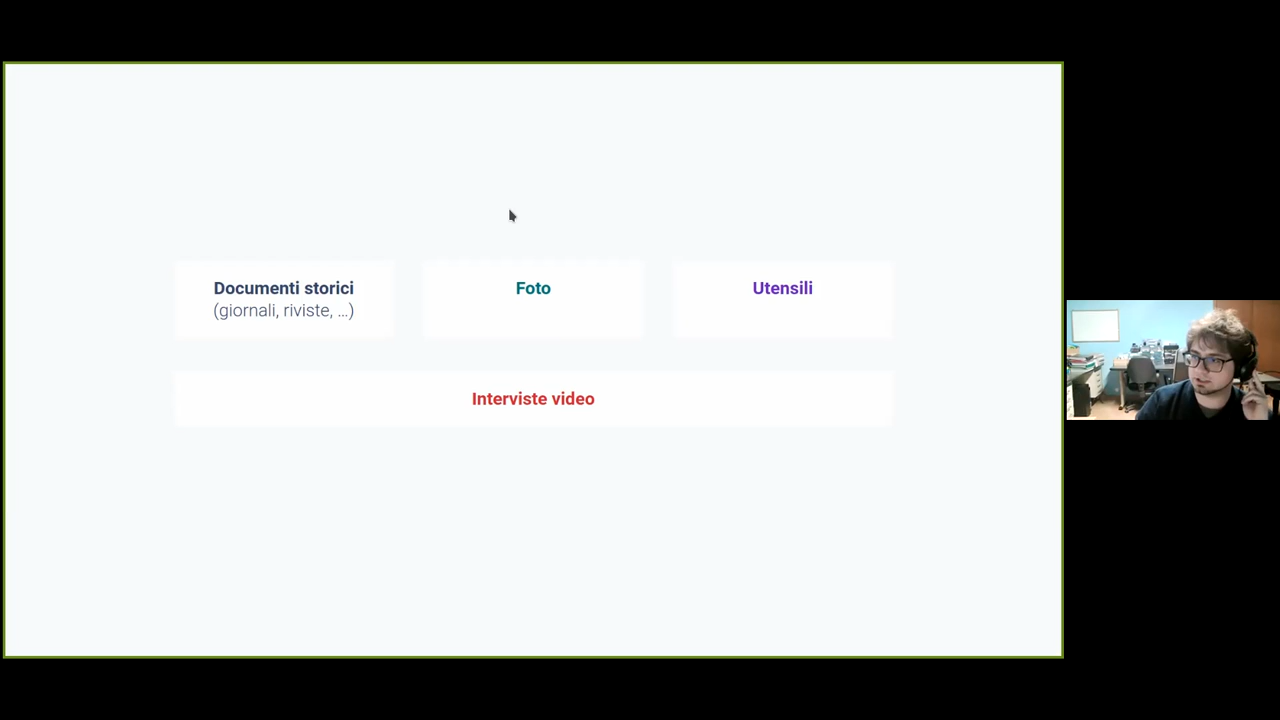 Documenti storici
(giornali, riviste, ...)
Foto
Utensili
Interviste video